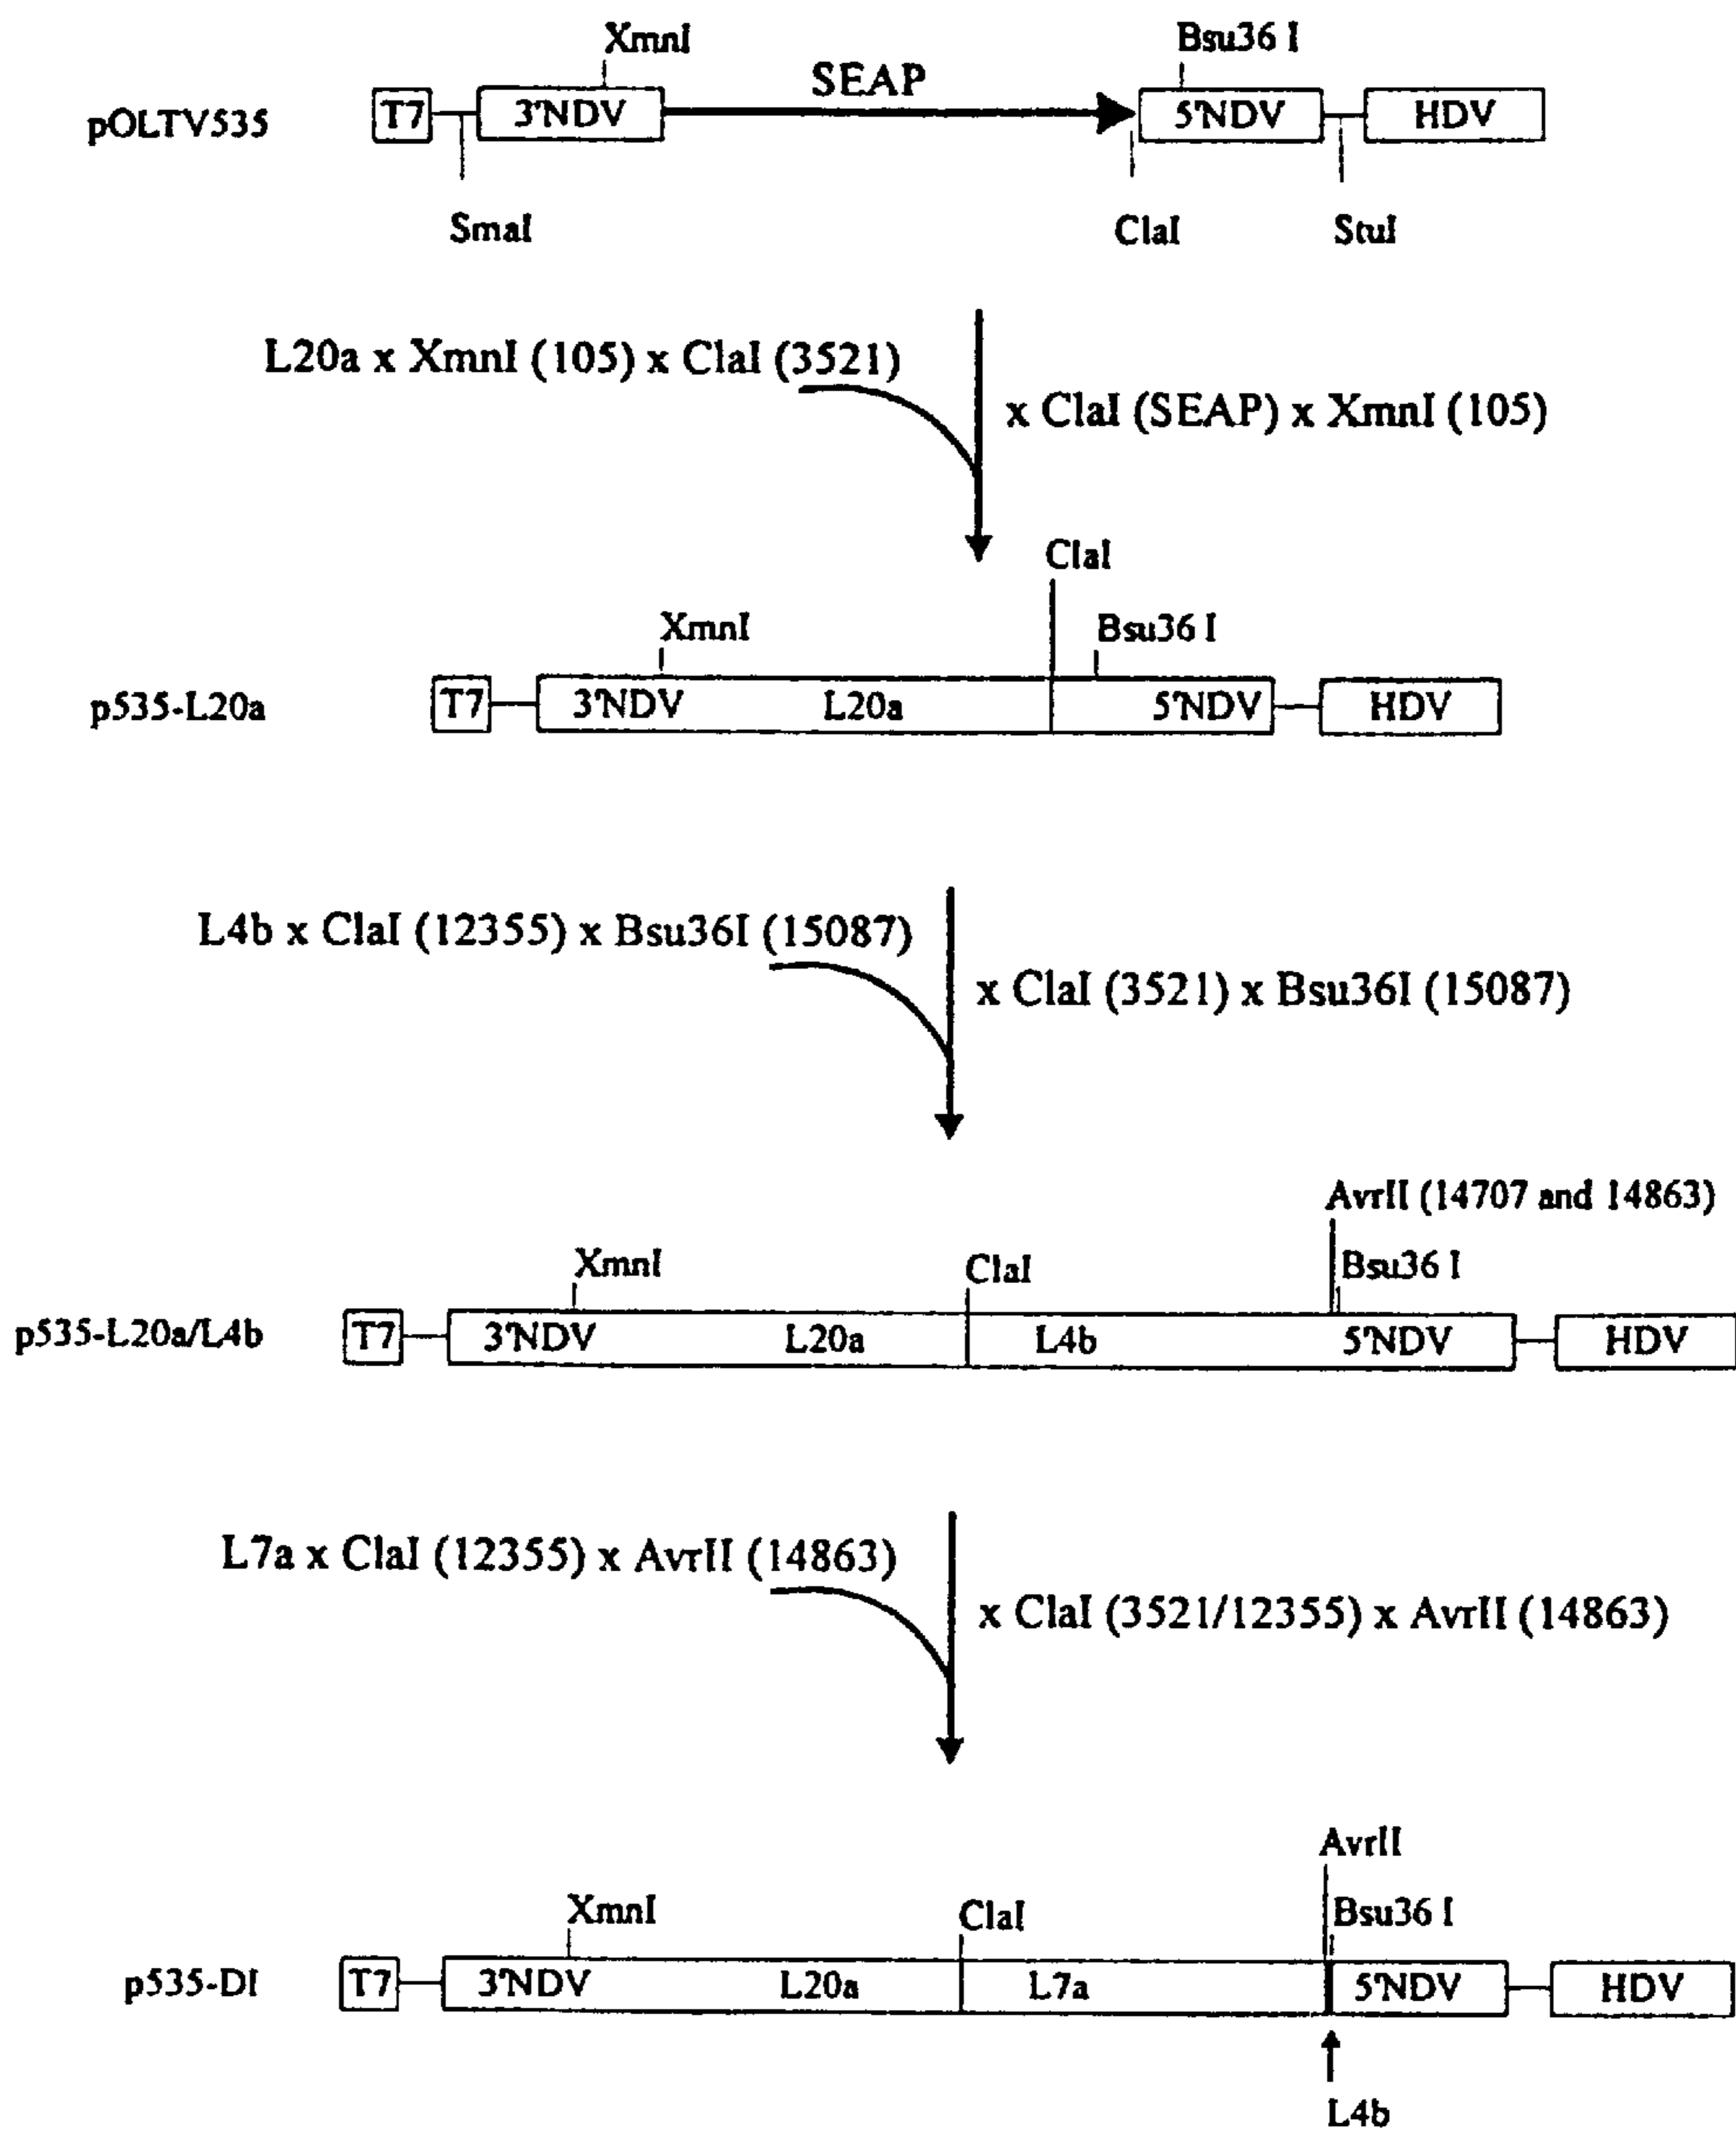 XmnI
Bsu36 I
SEAP
pOLTV535
T7
3'NDV
5'NDV
HDV
SmaI
ClaI
StuI
L20a x XmnI (105) x ClaI (3521)
x ClaI (SEAP) x XmnI (105)
ClaI
XmnI
Bsu36 I
p535-L20a
T7
3'NDV
L20a
5'NDV
HDV
L4b x ClaI (12355) x Bsu36I (15087)
x ClaI (3521) x Bsu36I (15087)
AvrII (14707 and 14863)
XmnI
ClaI
Bsu36 I
p535-L20a/L4b
T7
3'NDV
L20a
L4b
5'NDV
HDV
L7a x ClaI (12355) x AvrII (14863)
x ClaI (3521/12355) x AvrII (14863)
AvrII
XmnI
ClaI
Bsu36 I
p535-DI
T7
3'NDV
L20a
L7a
5'NDV
HDV
L4b